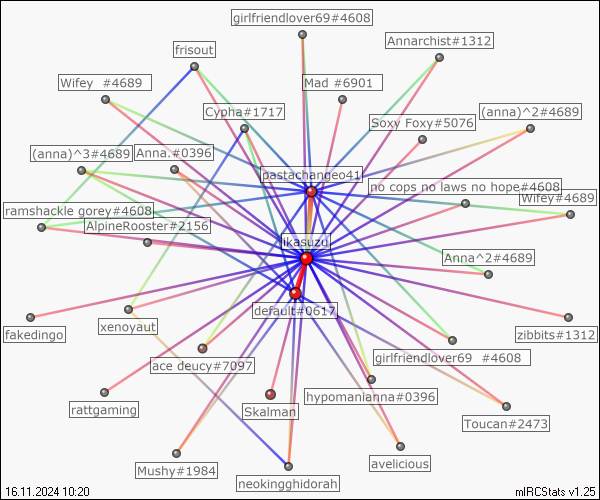 girlfriendlover69#4608
Annarchist#1312
frisout
Wifey  #4689
Mad #6901
Cypha#1717
Soxy Foxy#5076
(anna)^2#4689
(anna)^3#4689
Anna.#0396
pastachangeo41
no cops no laws no hope#4608
Wifey#4689
ramshackle gorey#4608
AlpineRooster#2156
ikasuzu
Anna^2#4689
default#0617
fakedingo
xenoyaut
zibbits#1312
ace deucy#7097
girlfriendlover69  #4608
rattgaming
Skalman
hypomanianna#0396
Toucan#2473
Mushy#1984
avelicious
neokingghidorah
16.11.2024 10:20
mIRCStats v1.25